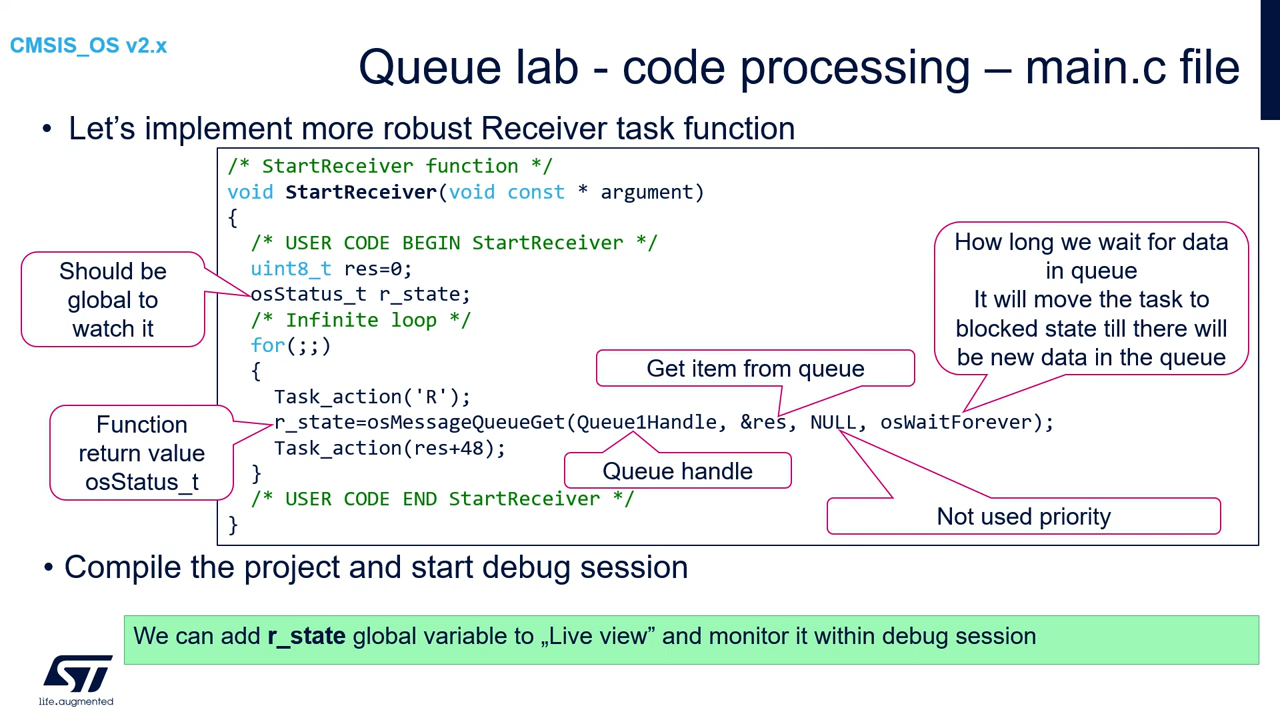 CMSIS_OS v2.x
Queue lab - code processing – main.c file
• Let's implement more robust Receiver task function
/* StartReceiver function */
void StartReceiver(void const * argument)
{
/* USER CODE BEGIN StartReceiver */
uint8_t res=0;
osStatus_t r_state;
/* Infinite loop */
for(;;)
{
Task_action('R');
r_state=osMessageQueueGet(Queue1Handle, &res, NULL, osWaitForever);
Task_action(res+48);
}
/* USER CODE END StartReceiver */
}
Should be
global to
watch it
Function
return value
osStatus_t
Get item from queue
How long we wait for data
in queue
It will move the task to
blocked state till there will
be new data in the queue
Queue handle
Not used priority
• Compile the project and start debug session
We can add r_state global variable to „Live view” and monitor it within debug session
ST
life.augmented